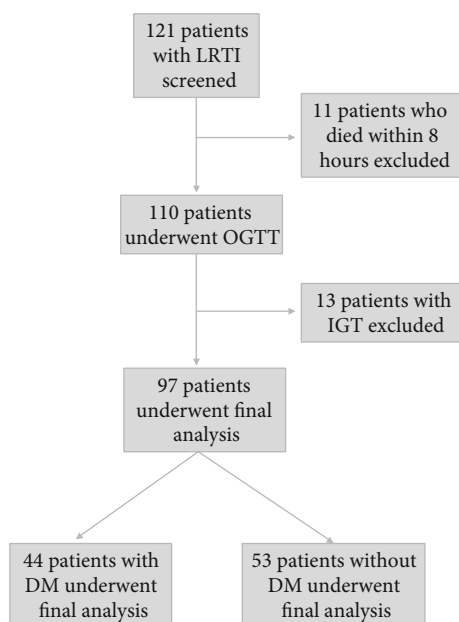 121 patients
with LRTI
screened
11 patients who
died within 8
hours excluded
110 patients
underwent OGTT
13 patients with
IGT excluded
97 patients
underwent final
analysis
44 patients with
DM underwent
final analysis
53 patients without
DM underwent
final analysis